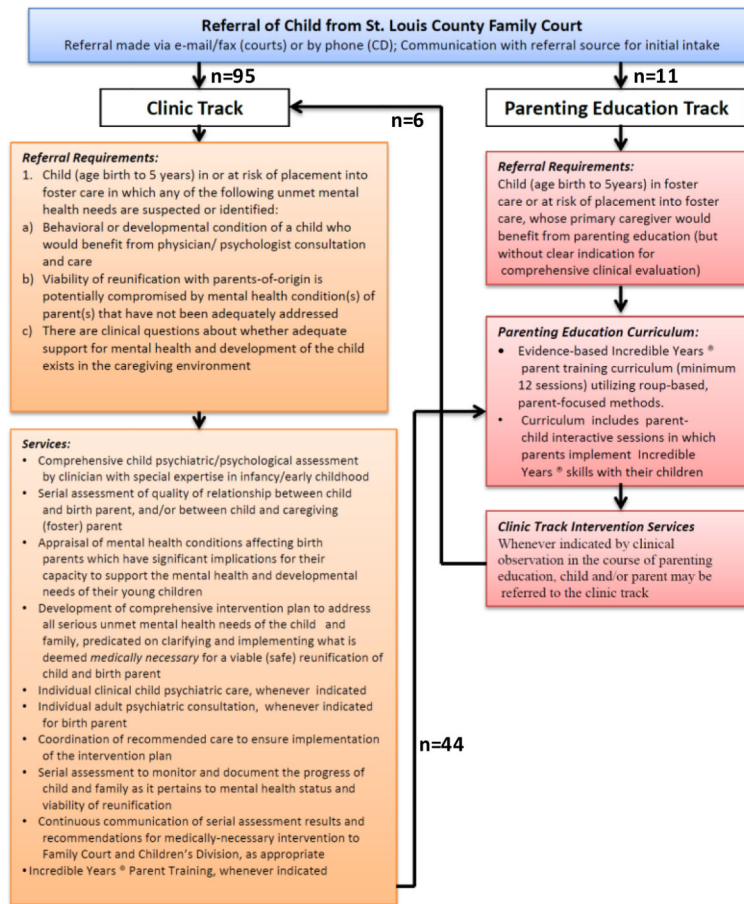 Referral of Child from St. Louis County Family Court
Referral made via e-mail/fax (courts) or by phone (CD); Communication with referral source for initial intake
n=95
n=11
Clinic Track
n=6
Parenting Education Track
Referral Requirements:
1. Child (age birth to 5 years) in or at risk of placement into
foster care in which any of the following unmet mental
health needs are suspected or identified:
a) Behavioral or developmental condition of a child who
would benefit from physician/ psychologist consultation
and care
b) Viability of reunification with parents-of-origin is
potentially compromised by mental health condition(s) of
parent(s) that have not been adequately addressed
c) There are clinical questions about whether adequate
support for mental health and development of the child
exists in the caregiving environment
Referral Requirements:
Child (age birth to 5years) in foster
care or at risk of placement into foster
care, whose primary caregiver would
benefit from parenting education (but
without clear indication for
comprehensive clinical evaluation)
Parenting Education Curriculum:
• Evidence-based Incredible Years ®
parent training curriculum (minimum
12 sessions) utilizing roup-based,
parent-focused methods.
• Curriculum includes parent-
child interactive sessions in which
parents implement Incredible
Years ® skills with their children
Services:
• Comprehensive child psychiatric/psychological assessment
by clinician with special expertise in infancy/early childhood
• Serial assessment of quality of relationship between child
and birth parent, and/or between child and caregiving
(foster) parent
• Appraisal of mental health conditions affecting birth
parents which have significant implications for their
capacity to support the mental health and developmental
needs of their young children
• Development of comprehensive intervention plan to address
all serious unmet mental health needs of the child and
family, predicated on clarifying and implementing what is
deemed medically necessary for a viable (safe) reunification of
child and birth parent
• Individual clinical child psychiatric care, whenever indicated
• Individual adult psychiatric consultation, whenever indicated
for birth parent
• Coordination of recommended care to ensure implementation
of the intervention plan
• Serial assessment to monitor and document the progress of
child and family as it pertains to mental health status and
viability of reunification
• Continuous communication of serial assessment results and
recommendations for medically-necessary intervention to
Family Court and Children's Division, as appropriate
• Incredible Years ® Parent Training, whenever indicated
Clinic Track Intervention Services
Whenever indicated by clinical
observation in the course of parenting
education, child and/or parent may be
referred to the clinic track
n=44